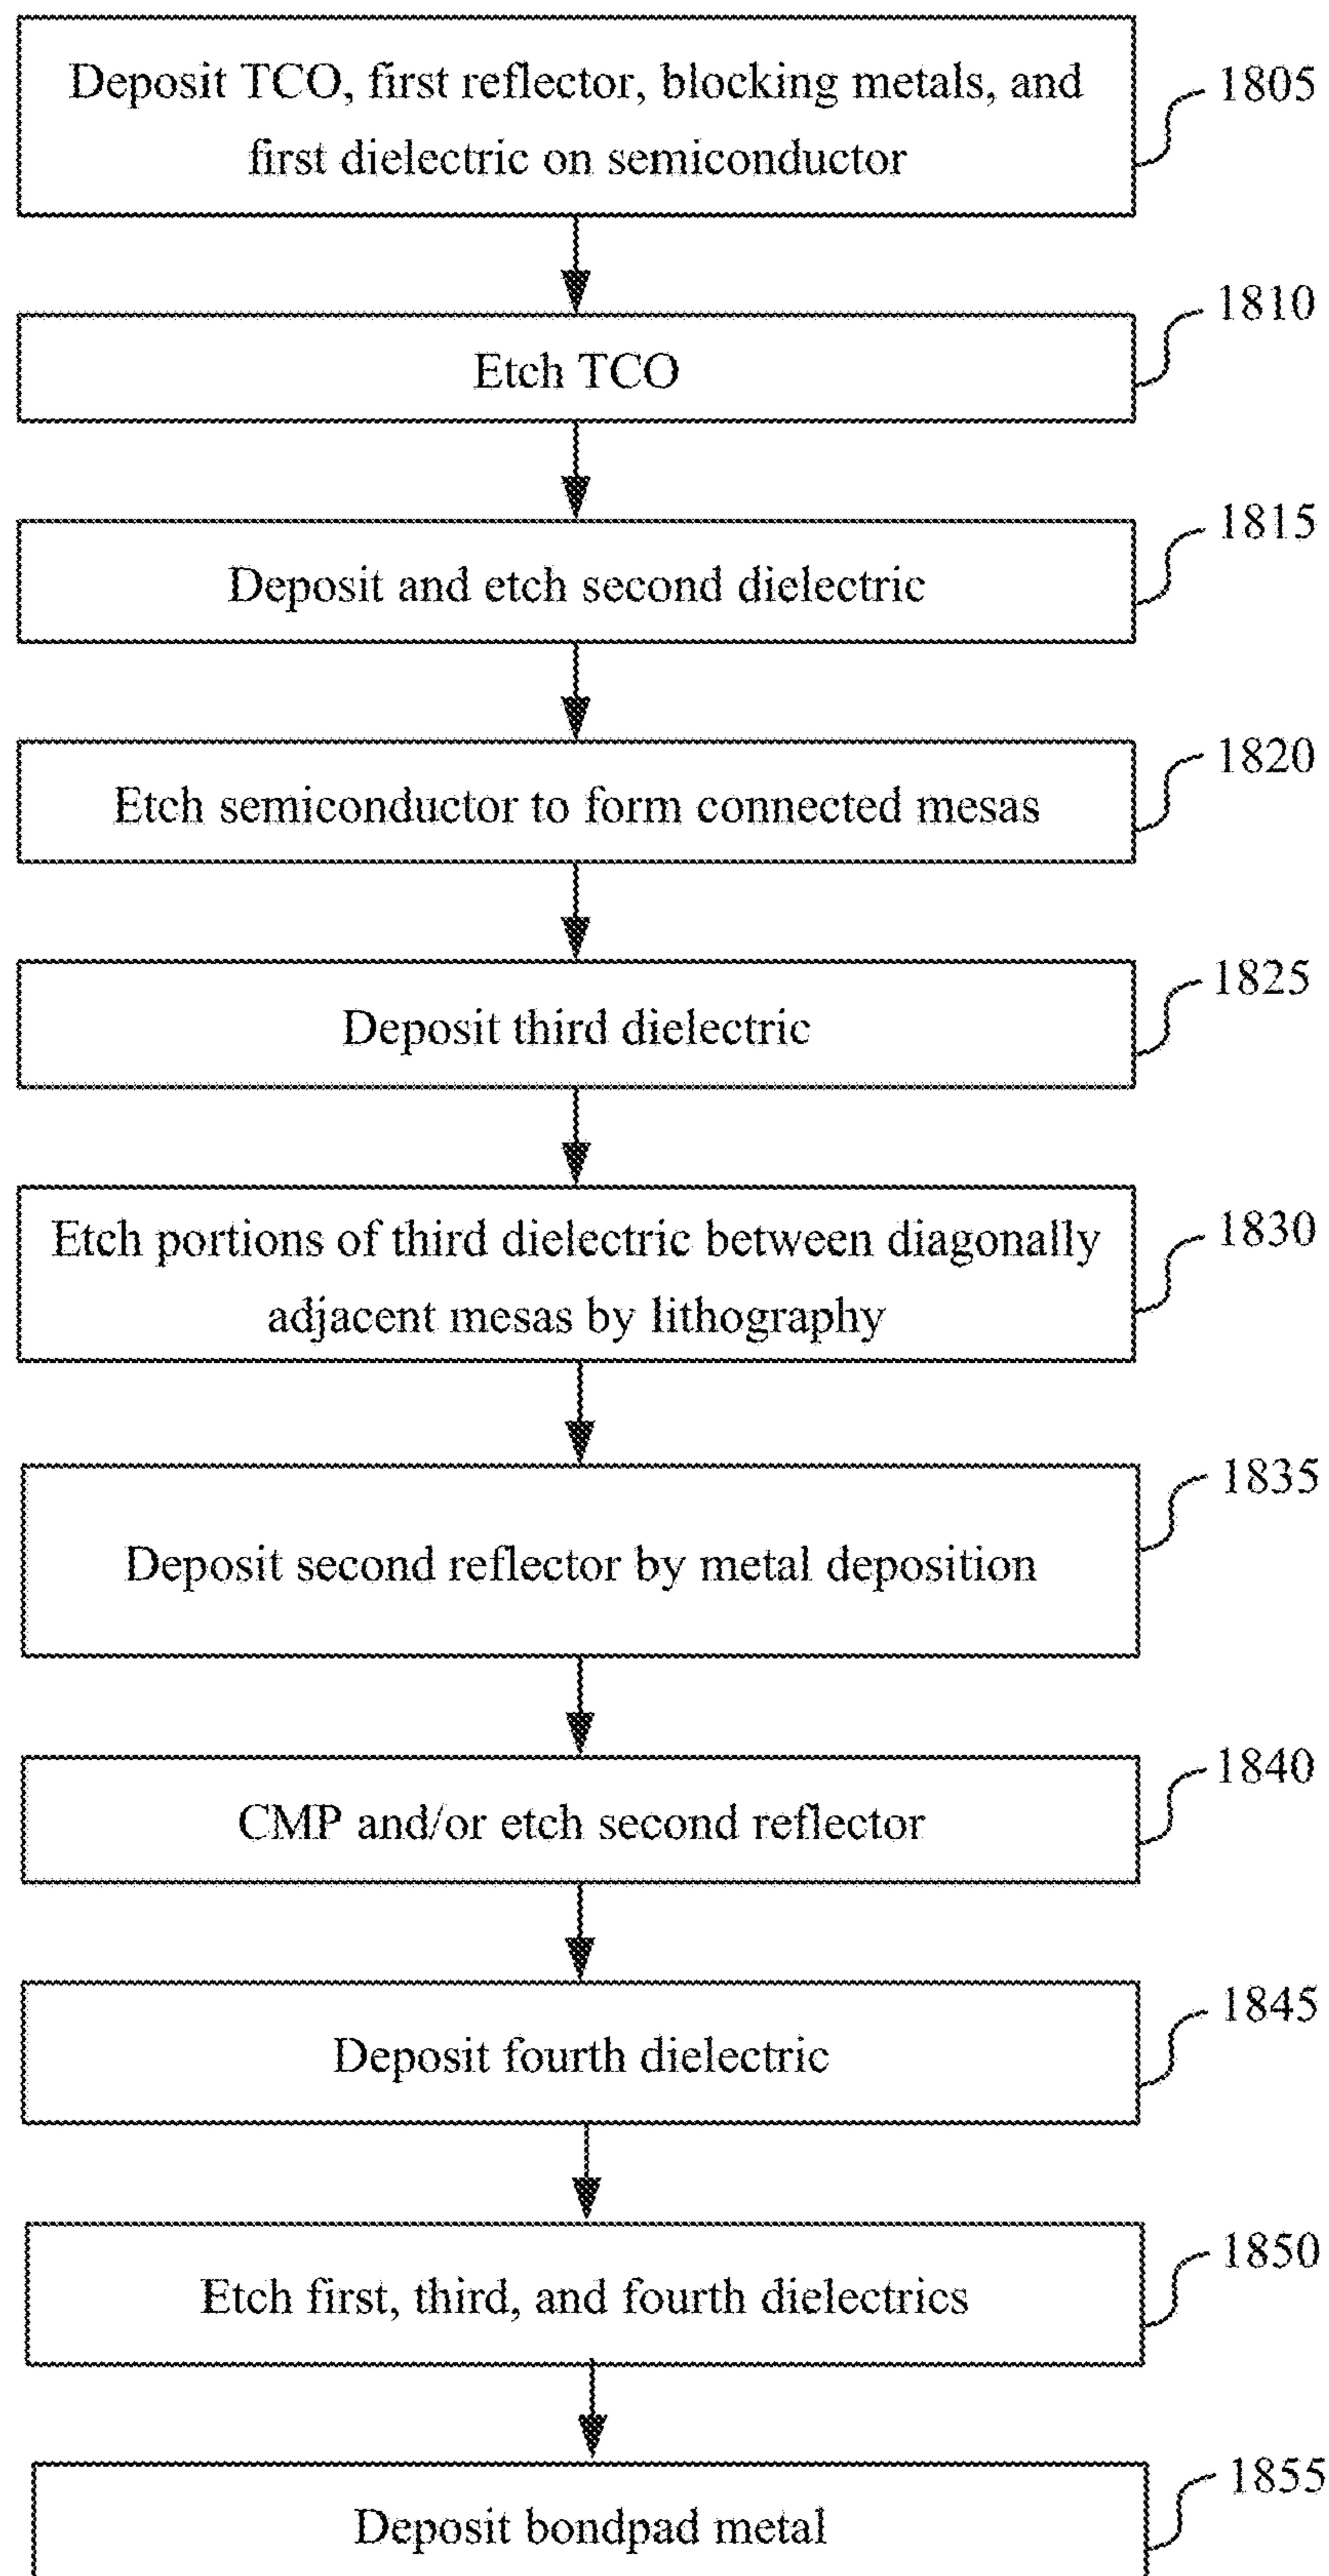 Deposit TCO, first reflector, blocking metals, and
first dielectric on semiconductor
1805
Etch TCO
1810
Deposit and etch second dielectric
1815
Etch semiconductor to form connected mesas
1820
Deposit third dielectric
1825
Etch portions of third dielectric between diagonally
adjacent mesas by lithography
1830
Deposit second reflector by metal deposition
1835
CMP and/or etch second reflector
1840
Deposit fourth dielectric
1845
Etch first, third, and fourth dielectrics
1850
Deposit bondpad metal
1855